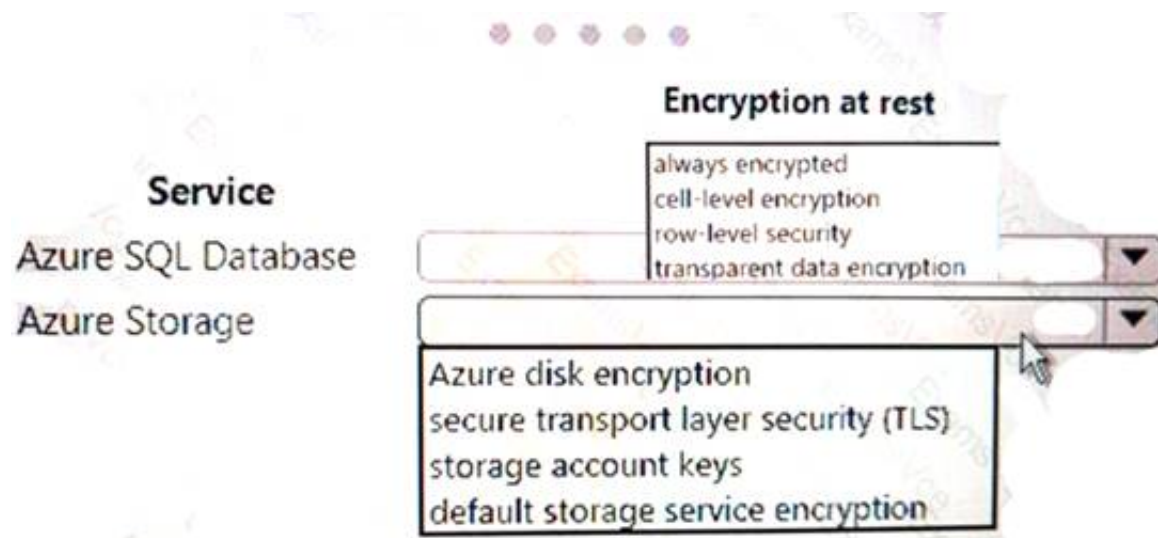 Encryption at rest
Service
always encrypted
cell-level encryption
row-level security
transparent data encryption
Azure SQL Database
Azure Storage
Azure disk encryption
secure transport layer security (TLS)
storage account keys
default storage service encryption